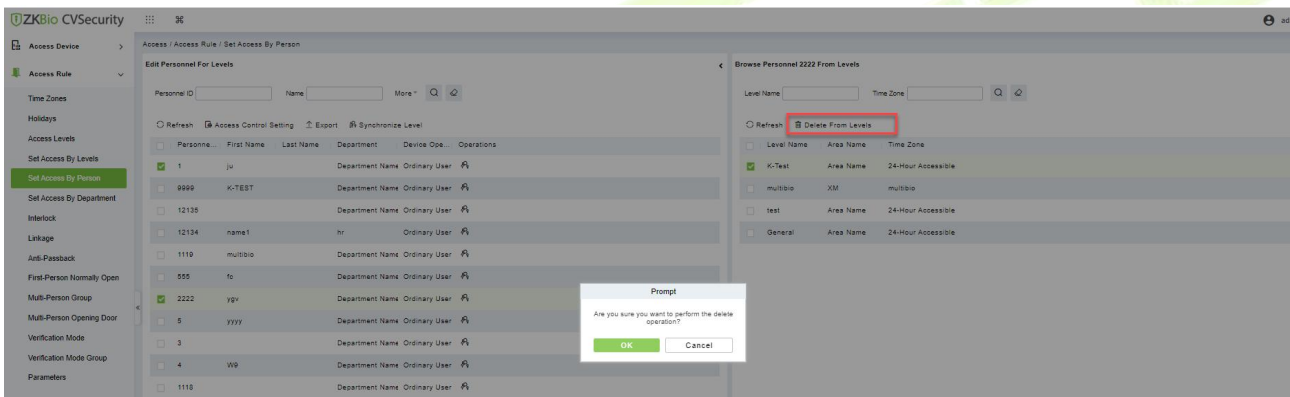 ZKBio CVSecurity
ad
Access Device
Access Rule
Time Zones
Holidays
Access Levels
Set Access By Levels
Set Access By Person
Set Access By Department
Interlock
Linkage
Anti-Passback
First-Person Normally Open
Multi-Person Group
Multi-Person Opening Door
Verification Mode
Verification Mode Group
Parameters
Access / Access Rule / Set Access By Person
Edit Personnel For Levels
Personnel ID Name More
Refresh Access Control Setting Export Synchronize Level
Personne... First Name Last Name Department Device Ope... Operations
1 ju Department Name Ordinary User
9999 K-TEST Department Name Ordinary User
12135 Department Name Ordinary User
12134 name1 hr Ordinary User
1119 multibio Department Name Ordinary User
555 fo Department Name Ordinary User
2222 ygv Department Name Ordinary User
5 yyyy Department Name Ordinary User
3 Department Name Ordinary User
4 W9 Department Name Ordinary User
1118 Department Name Ordinary User
Browse Personnel 2222 From Levels
Level Name Time Zone
Refresh Delete From Levels
Level Name Area Name Time Zone
K-Test Area Name 24-Hour Accessible
multibio XM multibio
test Area Name 24-Hour Accessible
General Area Name 24-Hour Accessible
Prompt
Are you sure you want to perform the delete
operation?
OK Cancel